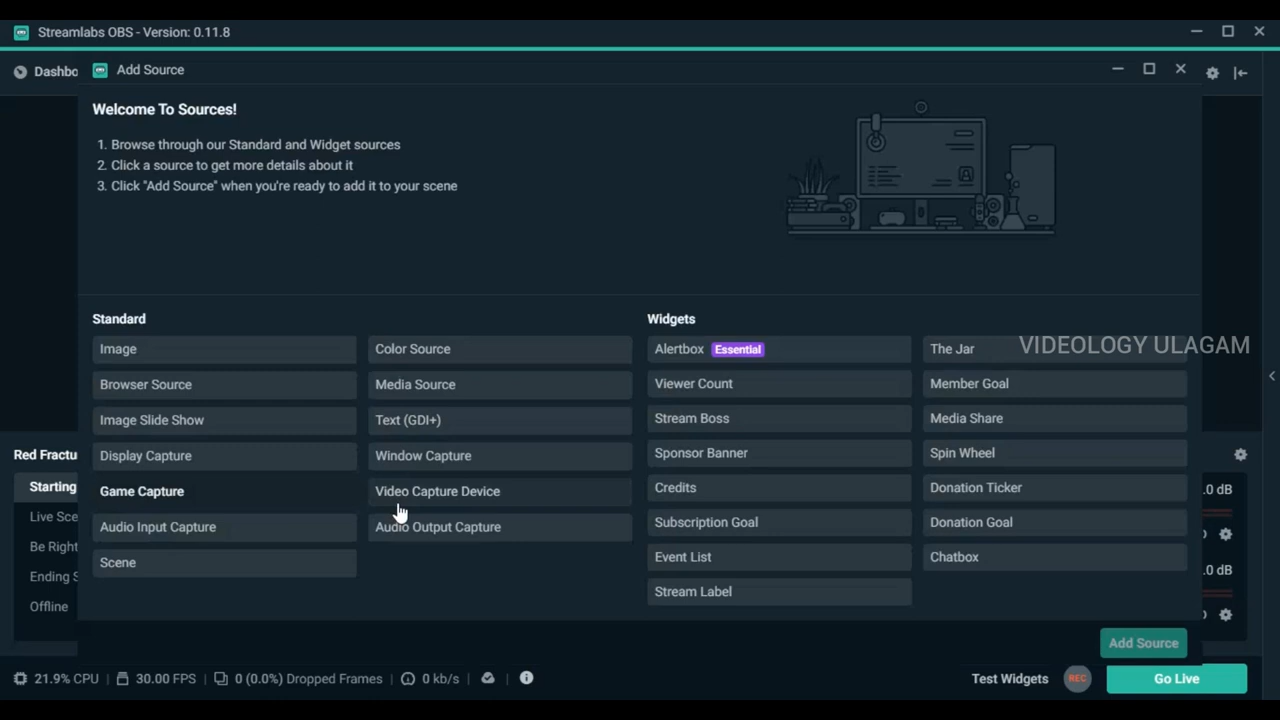 Streamlabs OBS - Version: 0.11.8
Dashbo
Add Source
Welcome To Sources!
1. Browse through our Standard and Widget sources
2. Click a source to get more details about it
3. Click "Add Source" when you're ready to add it to your scene
Standard
Image
Color Source
Browser Source
Media Source
Image Slide Show
Text (GDI+)
Display Capture
Window Capture
Game Capture
Video Capture Device
Audio Input Capture
Audio Output Capture
Scene
Widgets
Alertbox Essential
The Jar
VIDEOLOGY ULAGAM
Viewer Count
Member Goal
Stream Boss
Media Share
Sponsor Banner
Spin Wheel
Credits
Donation Ticker
Subscription Goal
Donation Goal
Event List
Chatbox
Stream Label
Red Fractu
Starting
Live Sce
Be Right
Ending S
Offline
.0 dB
.0 dB
Add Source
21.9% CPU
30.00 FPS
0 (0.0%) Dropped Frames
0 kb/s
Test Widgets
REC
Go Live